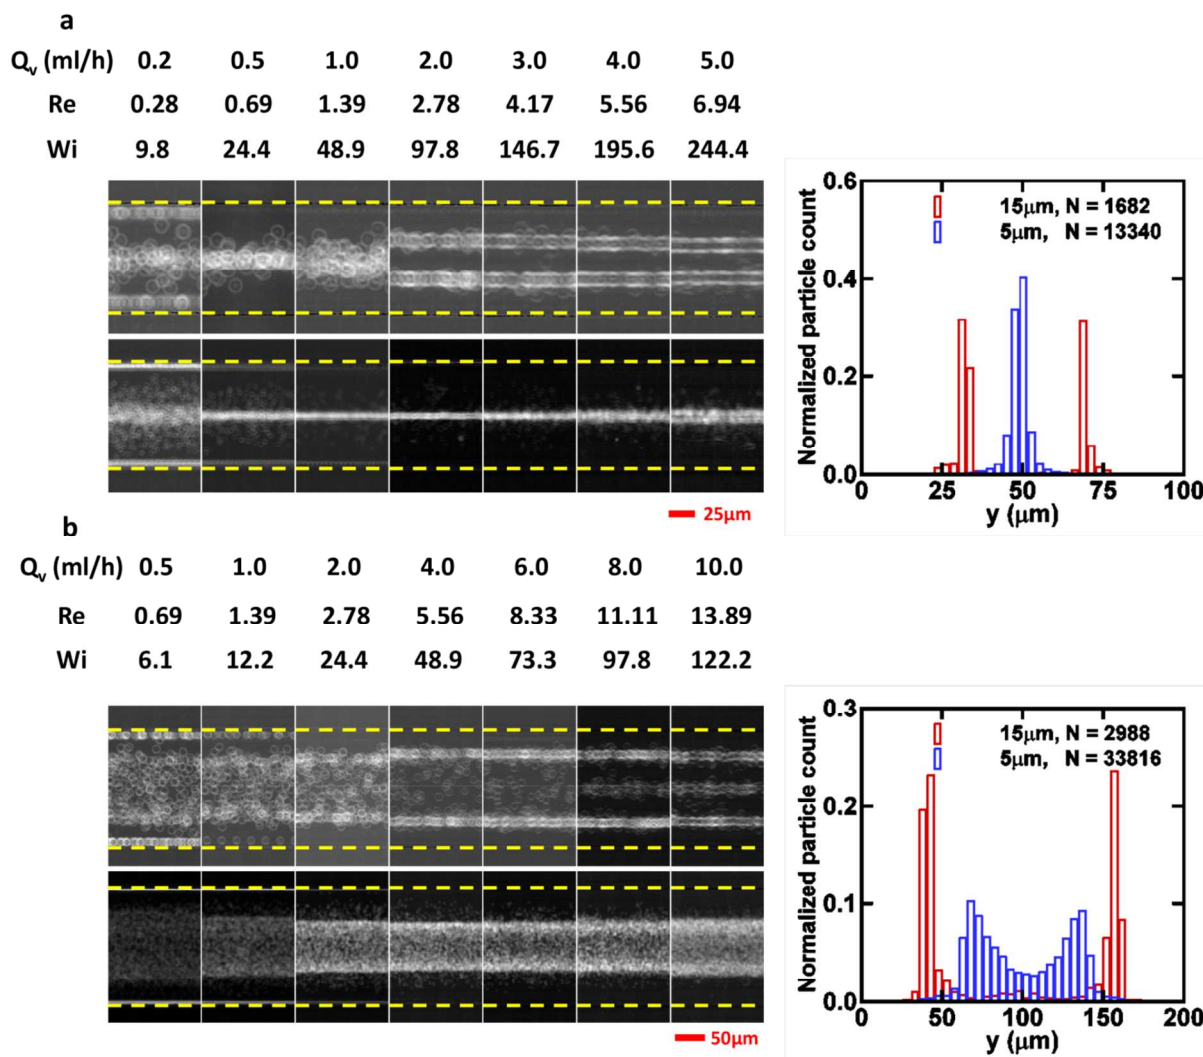 a
Qv (ml/h) 0.2 0.5 1.0 2.0 3.0 4.0 5.0
Re 0.28 0.69 1.39 2.78 4.17 5.56 6.94
Wi 9.8 24.4 48.9 97.8 146.7 195.6 244.4
25μm
Normalized particle count
0.6
0.4
0.2
0.0
15μm, N = 1682
5μm, N = 13340
0 25 50 75 100
y (μm)
b
Qv (ml/h) 0.5 1.0 2.0 4.0 6.0 8.0 10.0
Re 0.69 1.39 2.78 5.56 8.33 11.11 13.89
Wi 6.1 12.2 24.4 48.9 73.3 97.8 122.2
50μm
Normalized particle count
0.3
0.2
0.1
0.0
15μm, N = 2988
5μm, N = 33816
0 50 100 150 200
y (μm)